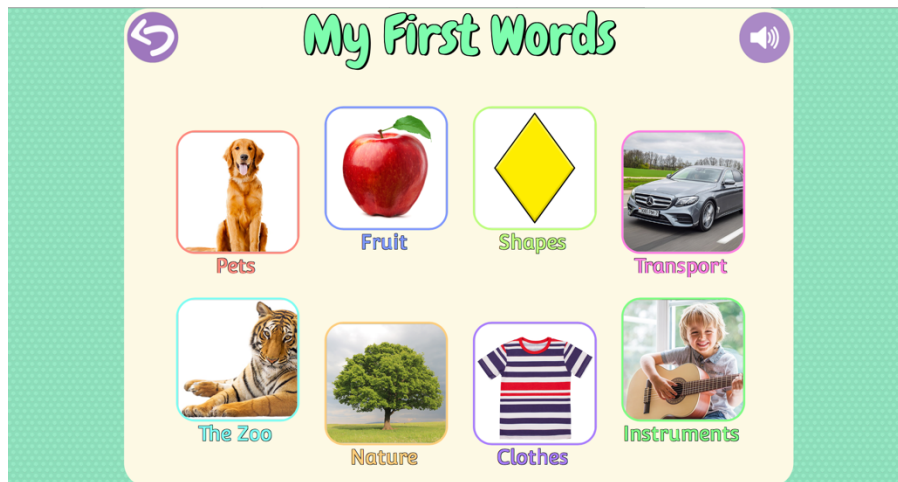 My First Words
Pets
Fruit
Shapes
Transport
The Zoo
Nature
Clothes
Instruments